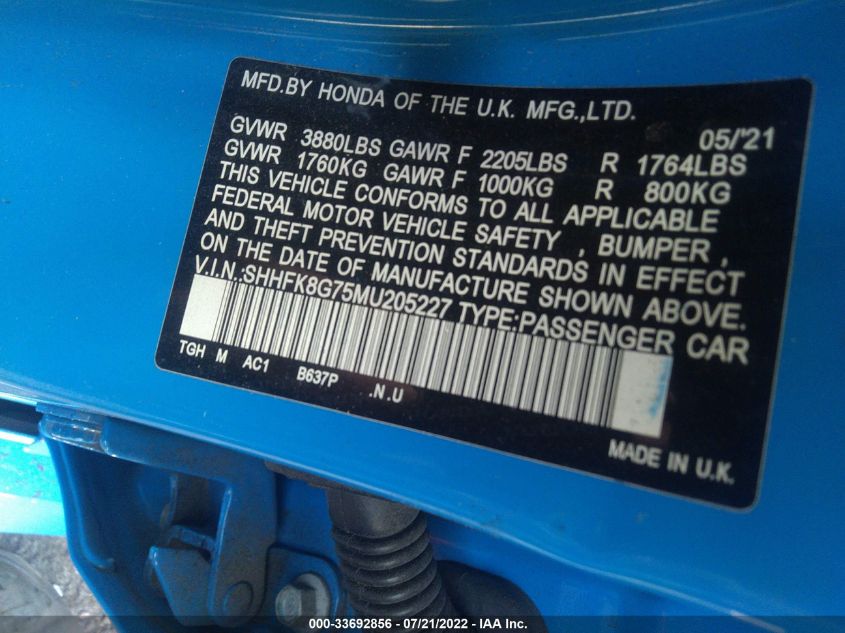 MFD.BY HONDA OF THE U.K. MFG.,LTD.
05/'21
GVWR 3880LBS GAWR F 2205LBS R 1764LBS
GVWR 1760KG GAWR F 1000KG R 800KG
THIS VEHICLE CONFORMS TO ALL APPLICABLE
FEDERAL MOTOR VEHICLE SAFETY , BUMPER ,
AND THEFT PREVENTION STANDARDS IN EFFECT
ON THE DATE OF MANUFACTURE SHOWN ABOVE.
V.I.N.:SHHFK8G75MU205227 TYPE:PASSENGER CAR
TGH M AC1 B637P .N.U
MADE IN U.K.
000-33692856 - 07/21/2022 - IAA Inc.